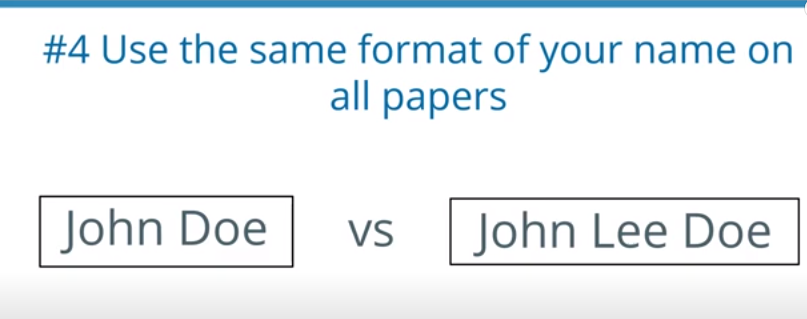 #4 Use the same format of your name on
all papers
John Doe vs John Lee Doe